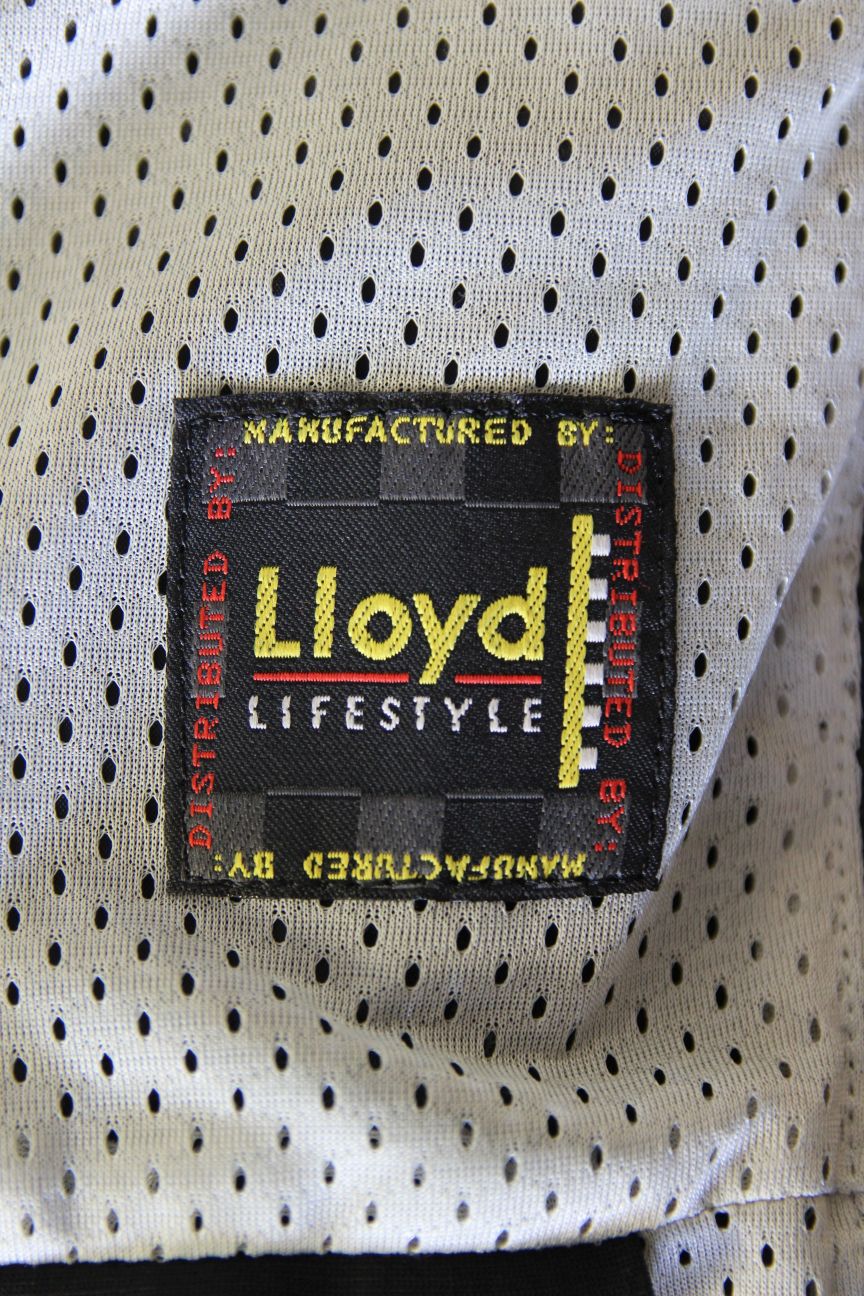 MANUFACTURED BY:
DISTRIBUTED BY:
DISTRIBUTED BY:
Lloyd
LIFESTYLE
MANUFACTURED BY: